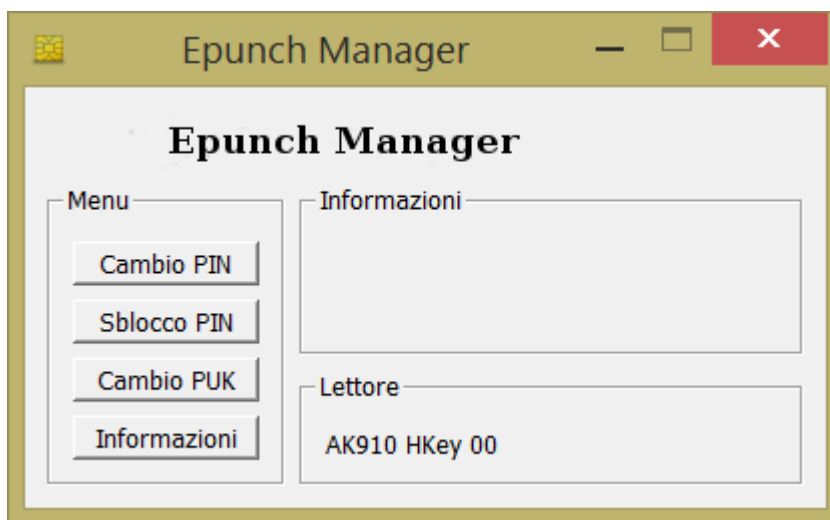 Epunch Manager
Epunch Manager
Menu
Cambio PIN
Sblocco PIN
Cambio PUK
Informazioni
Informazioni
Lettore
AK910 HKey 00